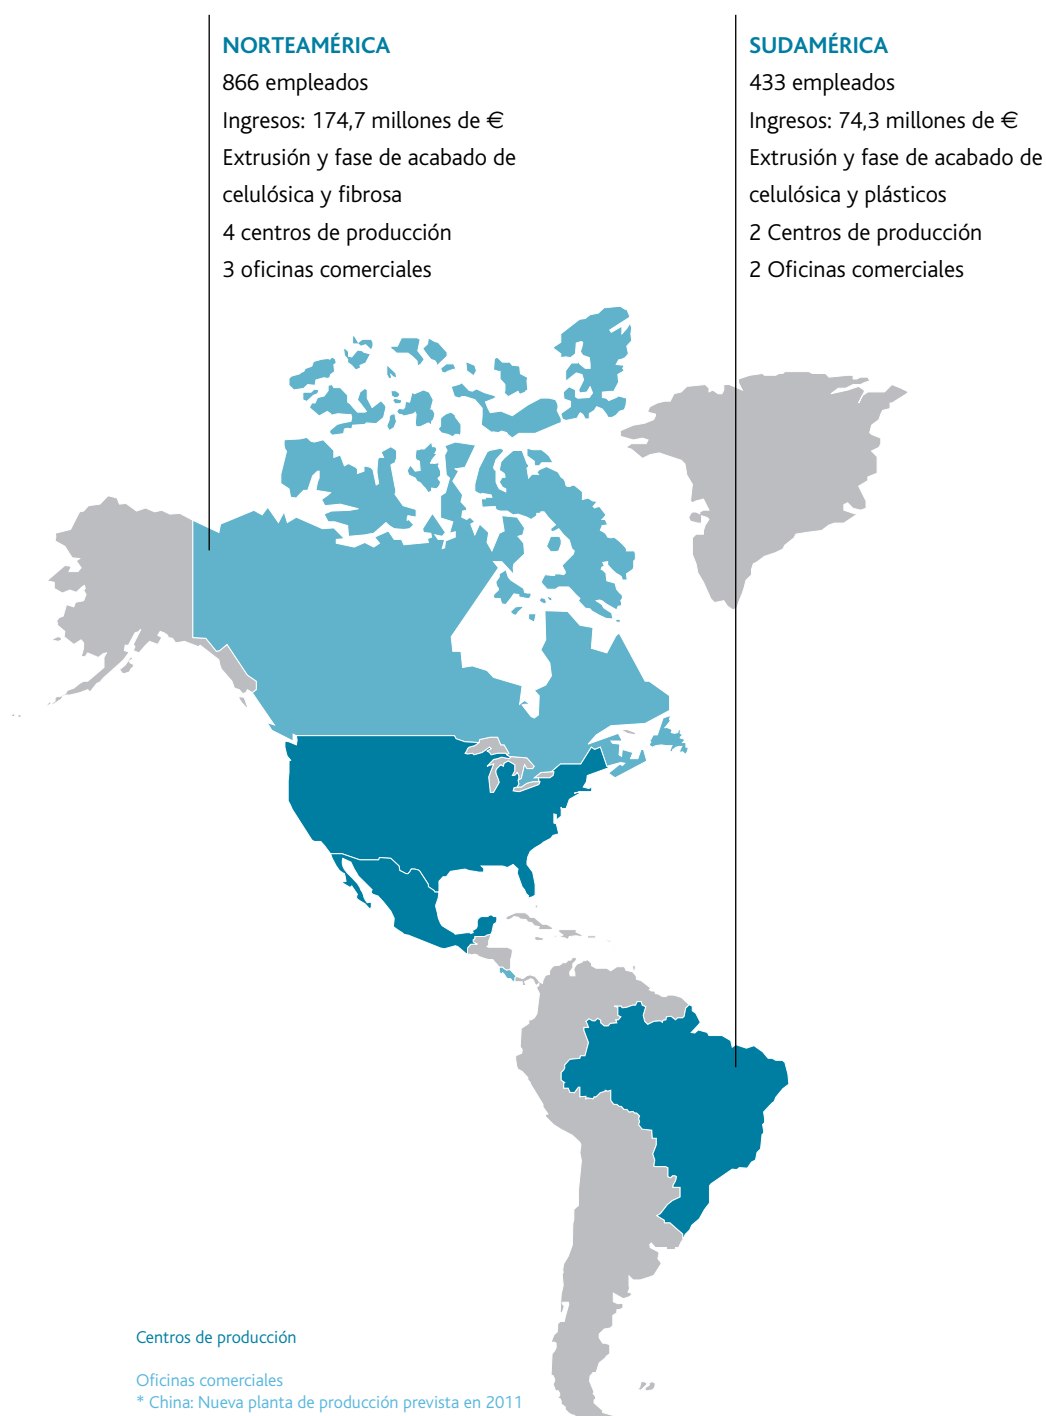 NORTEAMÉRICA
866 empleados
Ingresos: 174,7 millones de €
Extrusión y fase de acabado de
celulósica y fibrosa
4 centros de producción
3 oficinas comerciales
SUDAMÉRICA
433 empleados
Ingresos: 74,3 millones de €
Extrusión y fase de acabado de
celulósica y plásticos
2 Centros de producción
2 Oficinas comerciales
Centros de producción
Oficinas comerciales
* China: Nueva planta de producción prevista en 2011